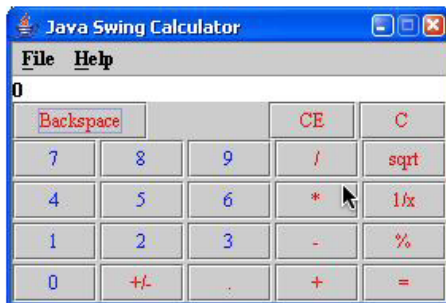 Java Swing Calculator
File Help
0
Backspace CE C
7 8 9 / sqrt
4 5 6 * 1/x
1 2 3 - %
0 +/- . + =